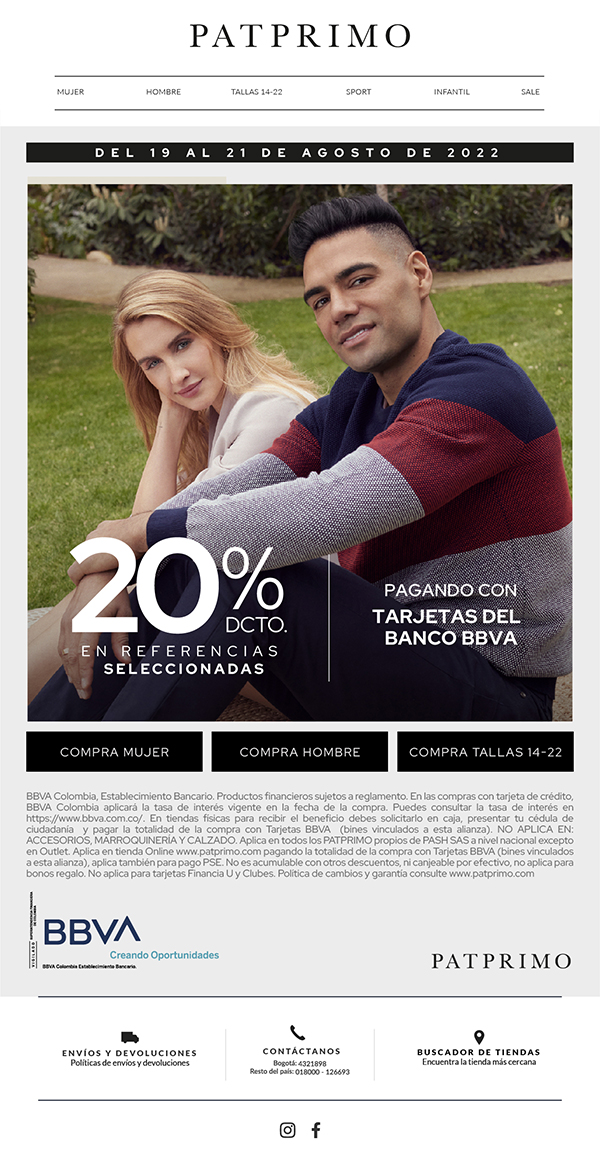 PATPRIMO
MUJER HOMBRE TALLAS 14-22 SPORT INFANTIL SALE
DEL 19 AL 21 DE AGOSTO DE 2022
20%
DCTO.
EN REFERENCIAS
SELECCIONADAS
PAGANDO CON
TARJETAS DEL
BANCO BBVA
COMPRA MUJER COMPRA HOMBRE COMPRA TALLAS 14-22
BBVA Colombia, Establecimiento Bancario. Productos financieros sujetos a reglamento. En las compras con tarjeta de crédito,
BBVA Colombia aplicará la tasa de interés vigente en la fecha de la compra. Puedes consultar la tasa de interés en
https://www.bbva.com.co/. En tiendas físicas para recibir el beneficio debes solicitarlo en caja, presentar tu cédula de
ciudadanía y pagar la totalidad de la compra con Tarjetas BBVA (bines vinculados a esta alianza). NO APLICA EN:
ACCESORIOS, MARROQUINERÍA Y CALZADO. Aplica en todos los PATPRIMO propios de PASH SAS a nivel nacional excepto
en Outlet. Aplica en tienda Online www.patprimo.com pagando la totalidad de la compra con Tarjetas BBVA (bines vinculados
a esta alianza), aplica también para pago PSE. No es acumulable con otros descuentos, ni canjeable por efectivo, no aplica para
bonos regalo. No aplica para tarjetas Financia U y Clubes. Política de cambios y garantía consulte www.patprimo.com
VIGILADO SUPERINTENDENCIA FINANCIERA
DE COLOMBIA
BBVA
Creando Oportunidades
BBVA Colombia Establecimiento Bancario.
PATPRIMO
ENVÍOS Y DEVOLUCIONES
Políticas de envíos y devoluciones
CONTÁCTANOS
Bogotá: 4321898
Resto del país: 018000 - 126693
BUSCADOR DE TIENDAS
Encuentra la tienda más cercana